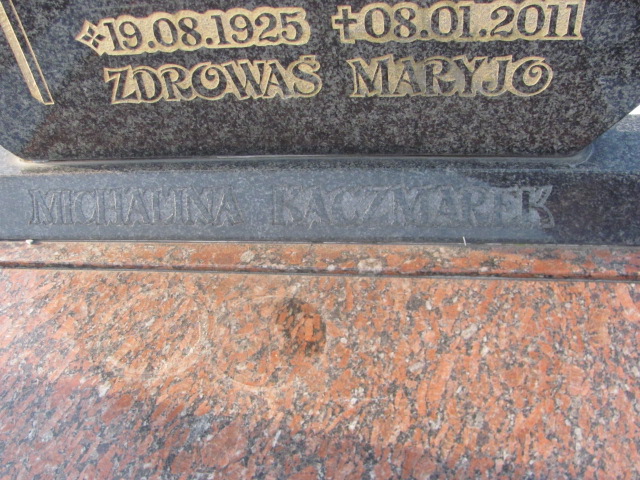 19.08.1925 +08.01.2011
ZDROWAŚ MARYJO
MICHALINA KACZMAREK